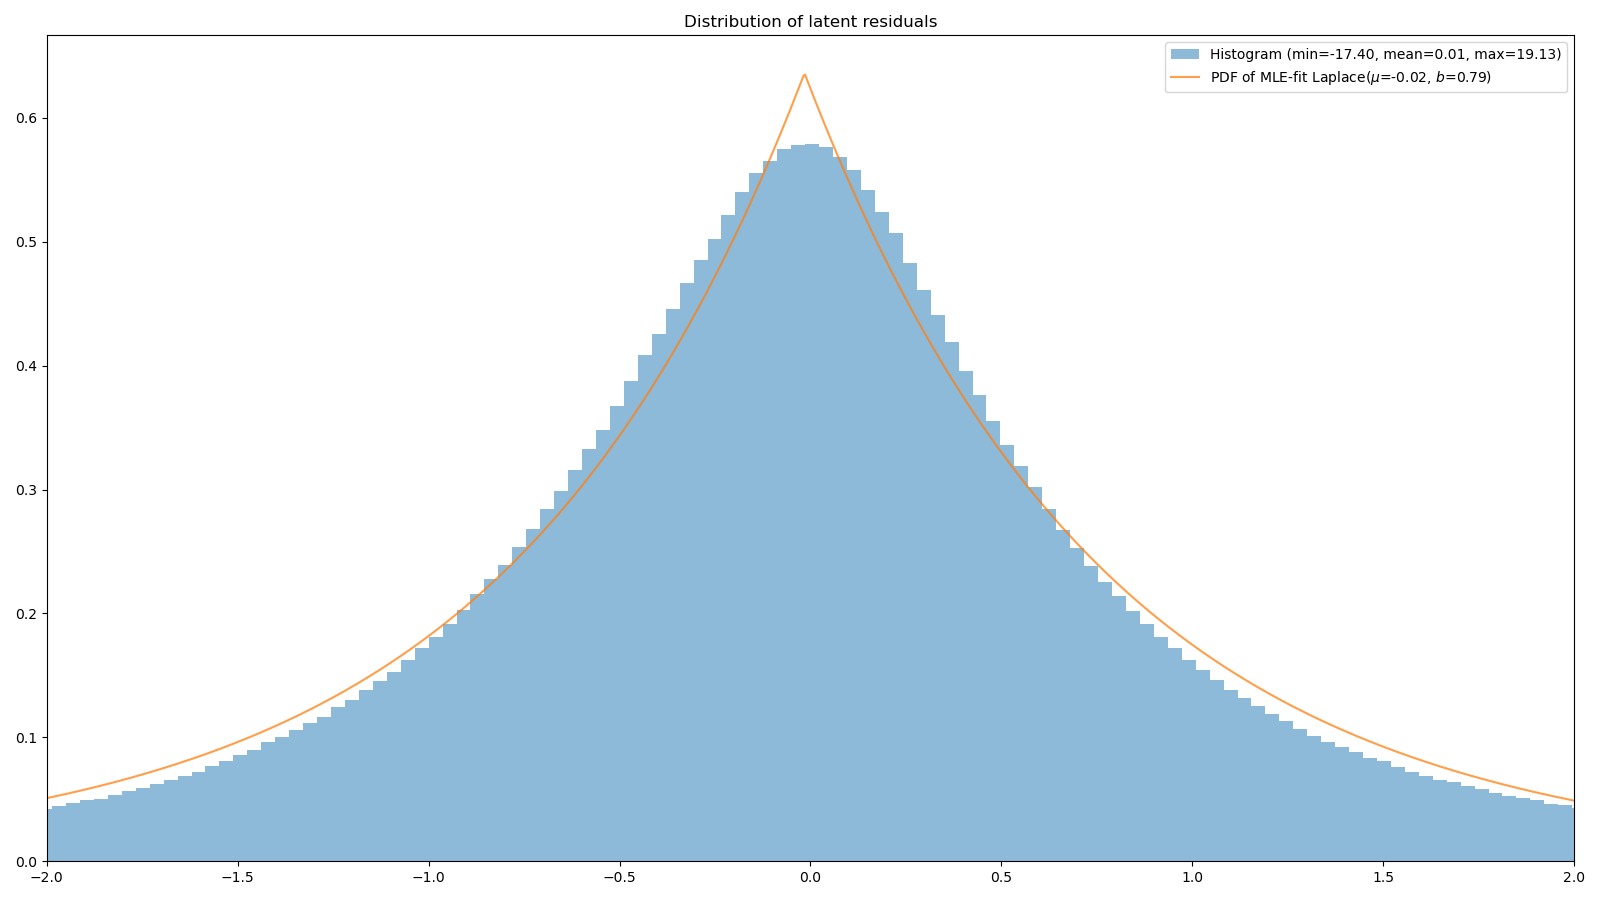 Distribution of latent residuals
Histogram (min=-17.40, mean=0.01, max=19.13)
PDF of MLE-fit Laplace(μ=-0.02, b=0.79)
0.6
0.5
0.4
0.3
0.2
0.1
0.0
−2.0 −1.5 −1.0 −0.5 0.0 0.5 1.0 1.5 2.0